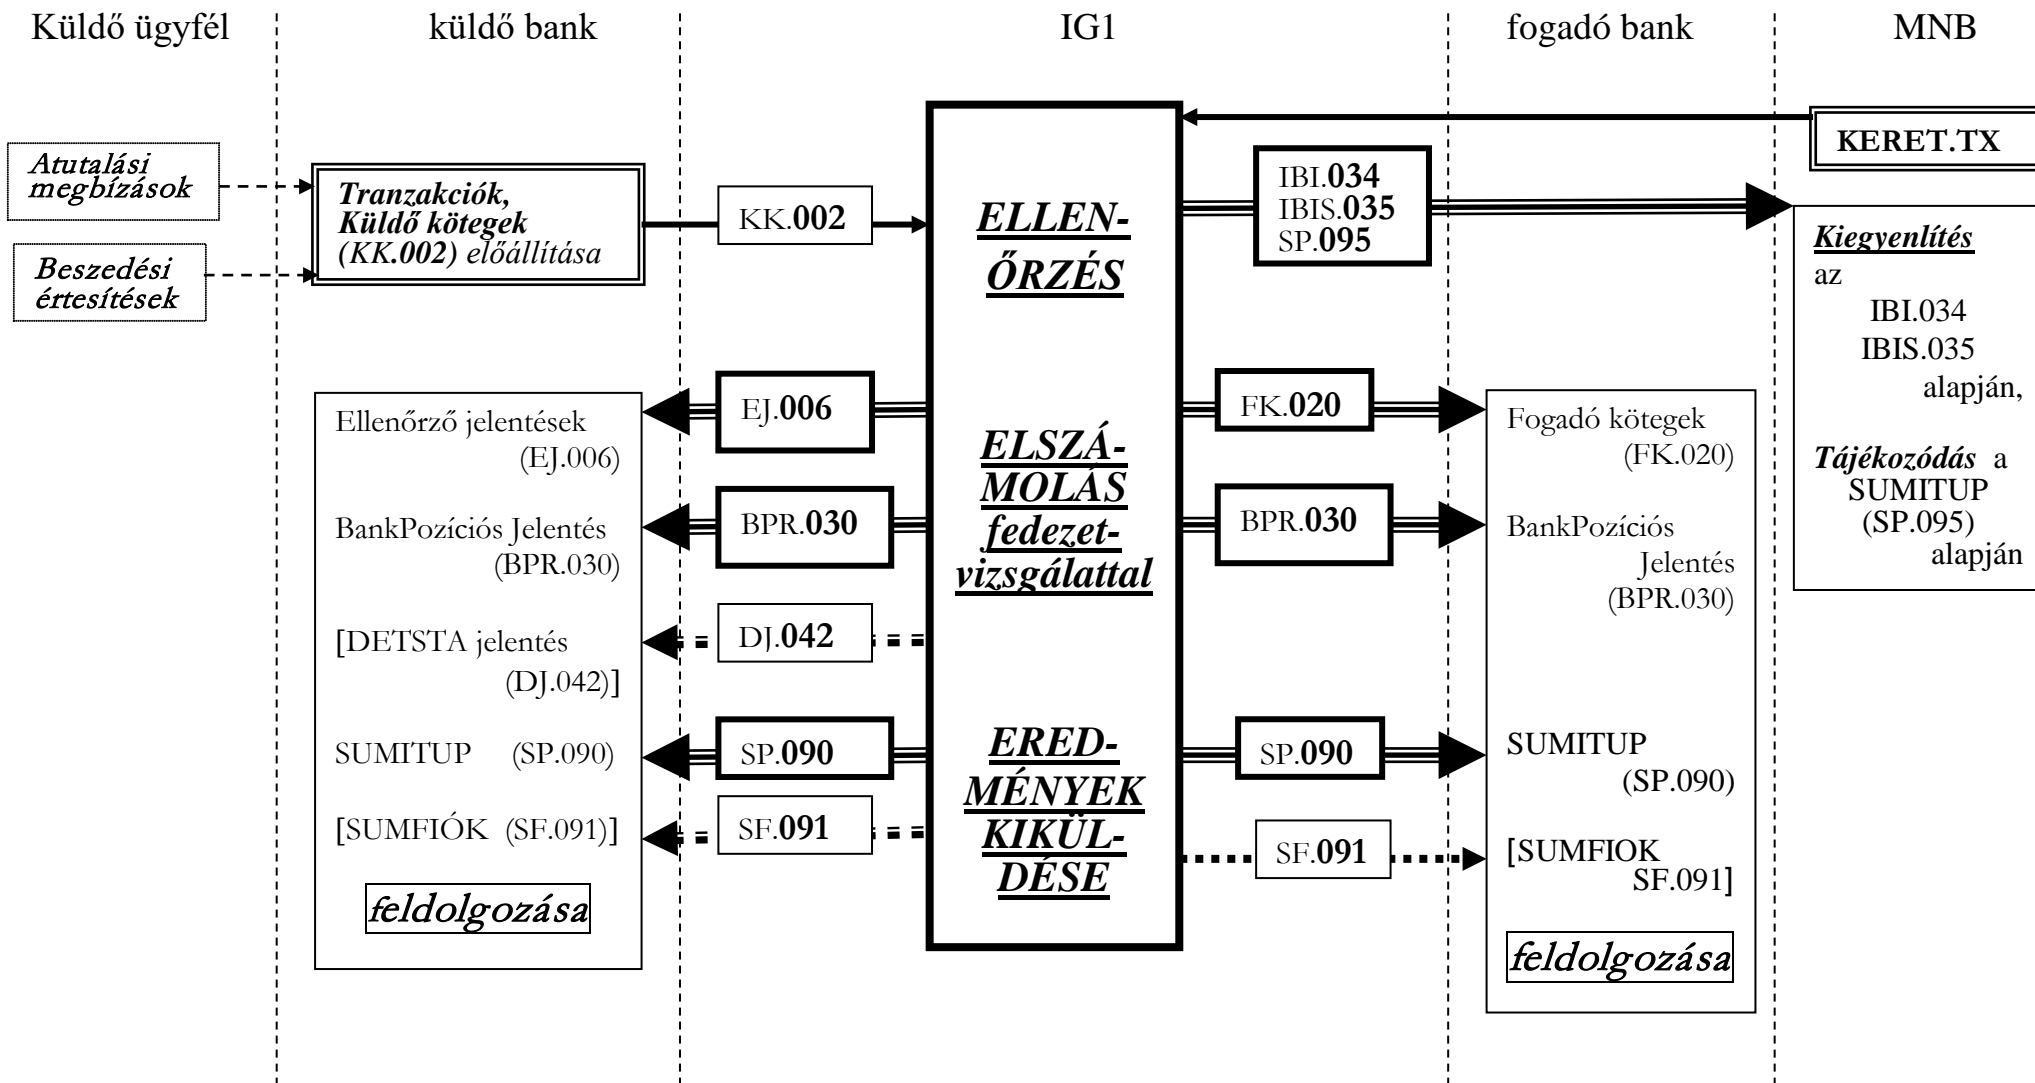 Küldő ügyfél
küldő bank
IG1
fogadó bank
MNB
Atutalási
megbízások
Beszedési
értesítések
Tranzakciók,
Küldő kötegek
(KK.002) előállítása
KK.002
Ellenőrző jelentések
(EJ.006)
BankPozíciós Jelentés
(BPR.030)
[DETSTA jelentés
(DJ.042)]
SUMITUP (SP.090)
[SUMFIÓK (SF.091)]
feldolgozása
EJ.006
BPR.030
DJ.042
SP.090
SF.091
ELLEN-
ŐRZÉS
ELSZÁ-
MOLÁS
fedezet-
vizsgálattal
ERED-
MÉNYEK
KIKÜL-
DÉSE
IBI.034
IBIS.035
SP.095
FK.020
BPR.030
SP.090
SF.091
Fogadó kötegek
(FK.020)
BankPozíciós
Jelentés
(BPR.030)
SUMITUP
(SP.090)
[SUMFIOK
SF.091]
feldolgozása
KERET.TX
Kiegyenlítés
az
IBI.034
IBIS.035
alapján,
Tájékozódás a
SUMITUP
(SP.095)
alapján